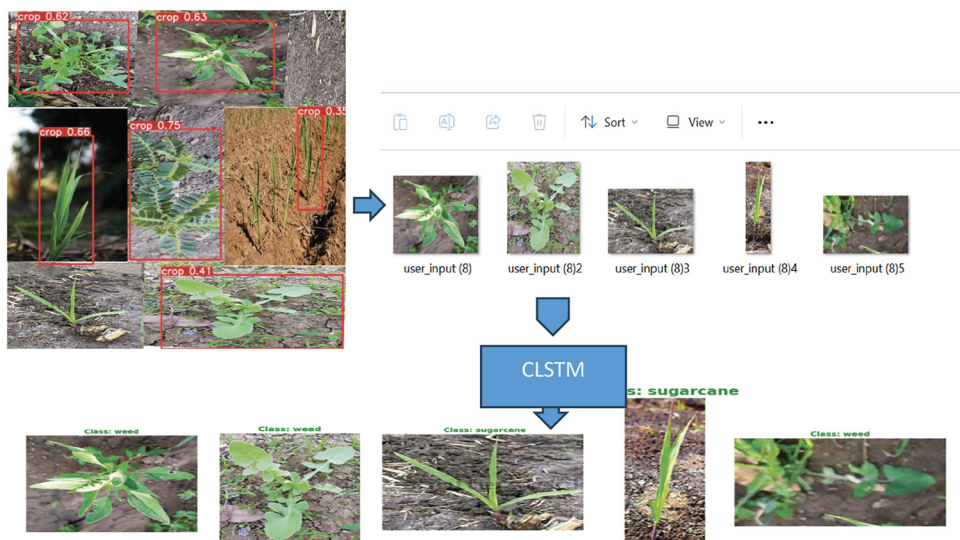 crop 0.62
crop 0.63
crop 0.66
crop 0.75
crop 0.35
crop 0.41
Sort
View
user_input (8)
user_input (8)2
user_input (8)3
user_input (8)4
user_input (8)5
CLSTM
s: sugarcane
Class: weed
Class: weed
Class: sugarcane
Class: weed